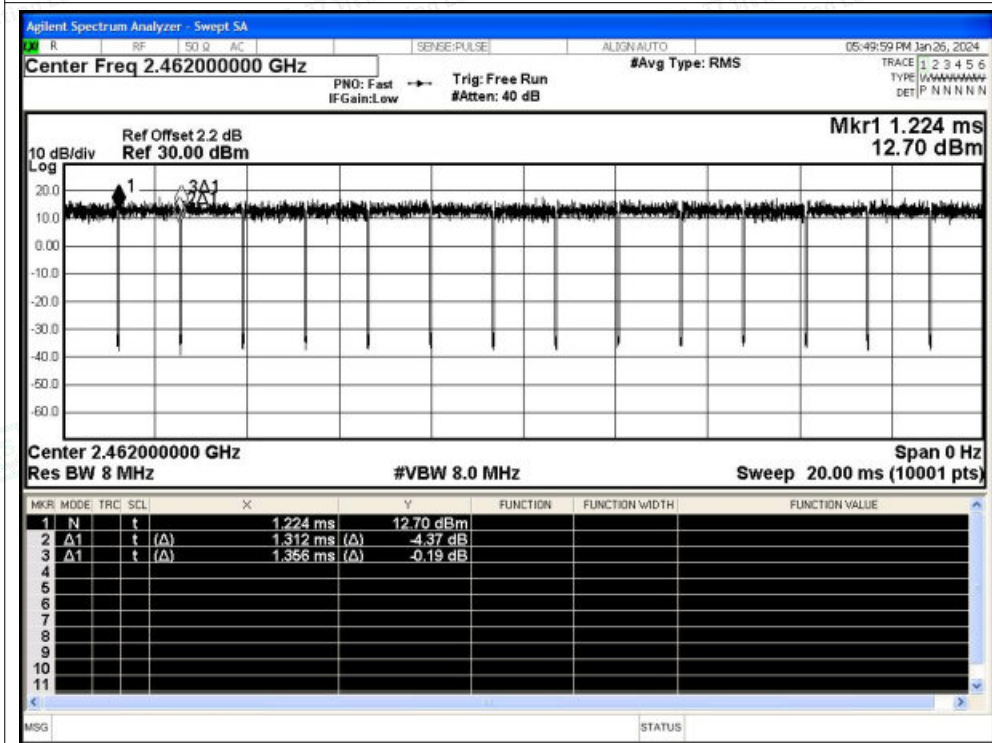 Agilent Spectrum Analyzer - Swept SA
LXI R RF 50 Ω AC SENSE:PULSE ALIGN AUTO 05:49:59 PM Jan 26, 2024
Center Freq 2.462000000 GHz #Avg Type: RMS TRACE 1 2 3 4 5 6
PNO: Fast Trig: Free Run TYPE WWWWWW
IFGain:Low #Atten: 40 dB DET P N N N N N
Mkr1 1.224 ms
Ref Offset 2.2 dB
10 dB/div Ref 30.00 dBm 12.70 dBm
Log
20.0
10.0
0.00
-10.0
-20.0
-30.0
-40.0
-50.0
-60.0
1 3Δ1
2Δ1
Center 2.462000000 GHz Span 0 Hz
Res BW 8 MHz #VBW 8.0 MHz Sweep 20.00 ms (10001 pts)
MKR MODE TRC SCL X Y FUNCTION FUNCTION WIDTH FUNCTION VALUE
1 N t 1.224 ms 12.70 dBm
2 Δ1 t (Δ) 1.312 ms (Δ) -4.37 dB
3 Δ1 t (Δ) 1.356 ms (Δ) -0.19 dB
4
5
6
7
8
9
10
11
MSG STATUS